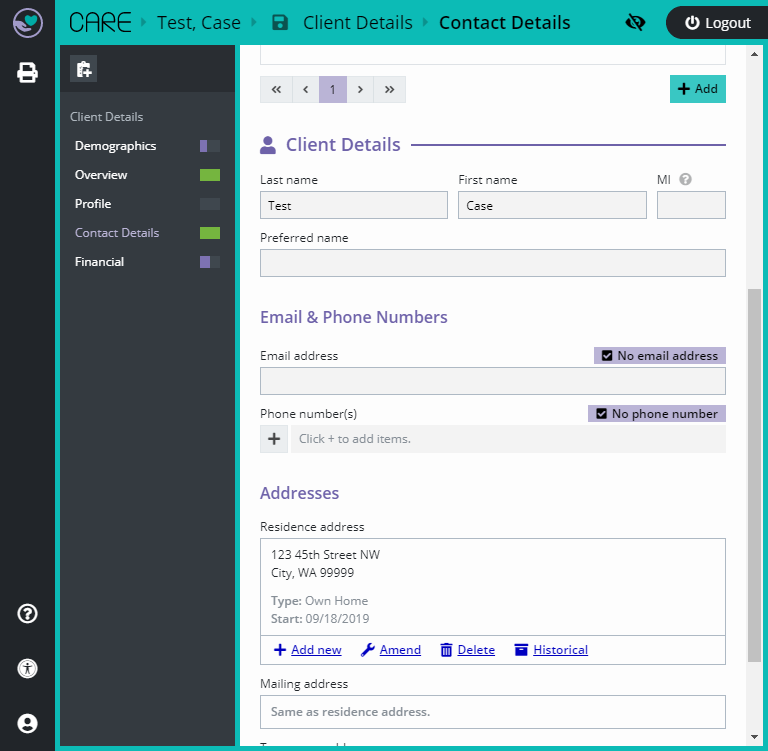 CARE Test, Case Client Details Contact Details Logout
Client Details
Demographics
Overview
Profile
Contact Details
Financial
« ‹ 1 › »
+ Add
Client Details
Last name First name MI ?
Test Case
Preferred name
Email & Phone Numbers
Email address No email address
Phone number(s) No phone number
+ Click + to add items.
Addresses
Residence address
123 45th Street NW
City, WA 99999
Type: Own Home
Start: 09/18/2019
+ Add new Amend Delete Historical
Mailing address
Same as residence address.